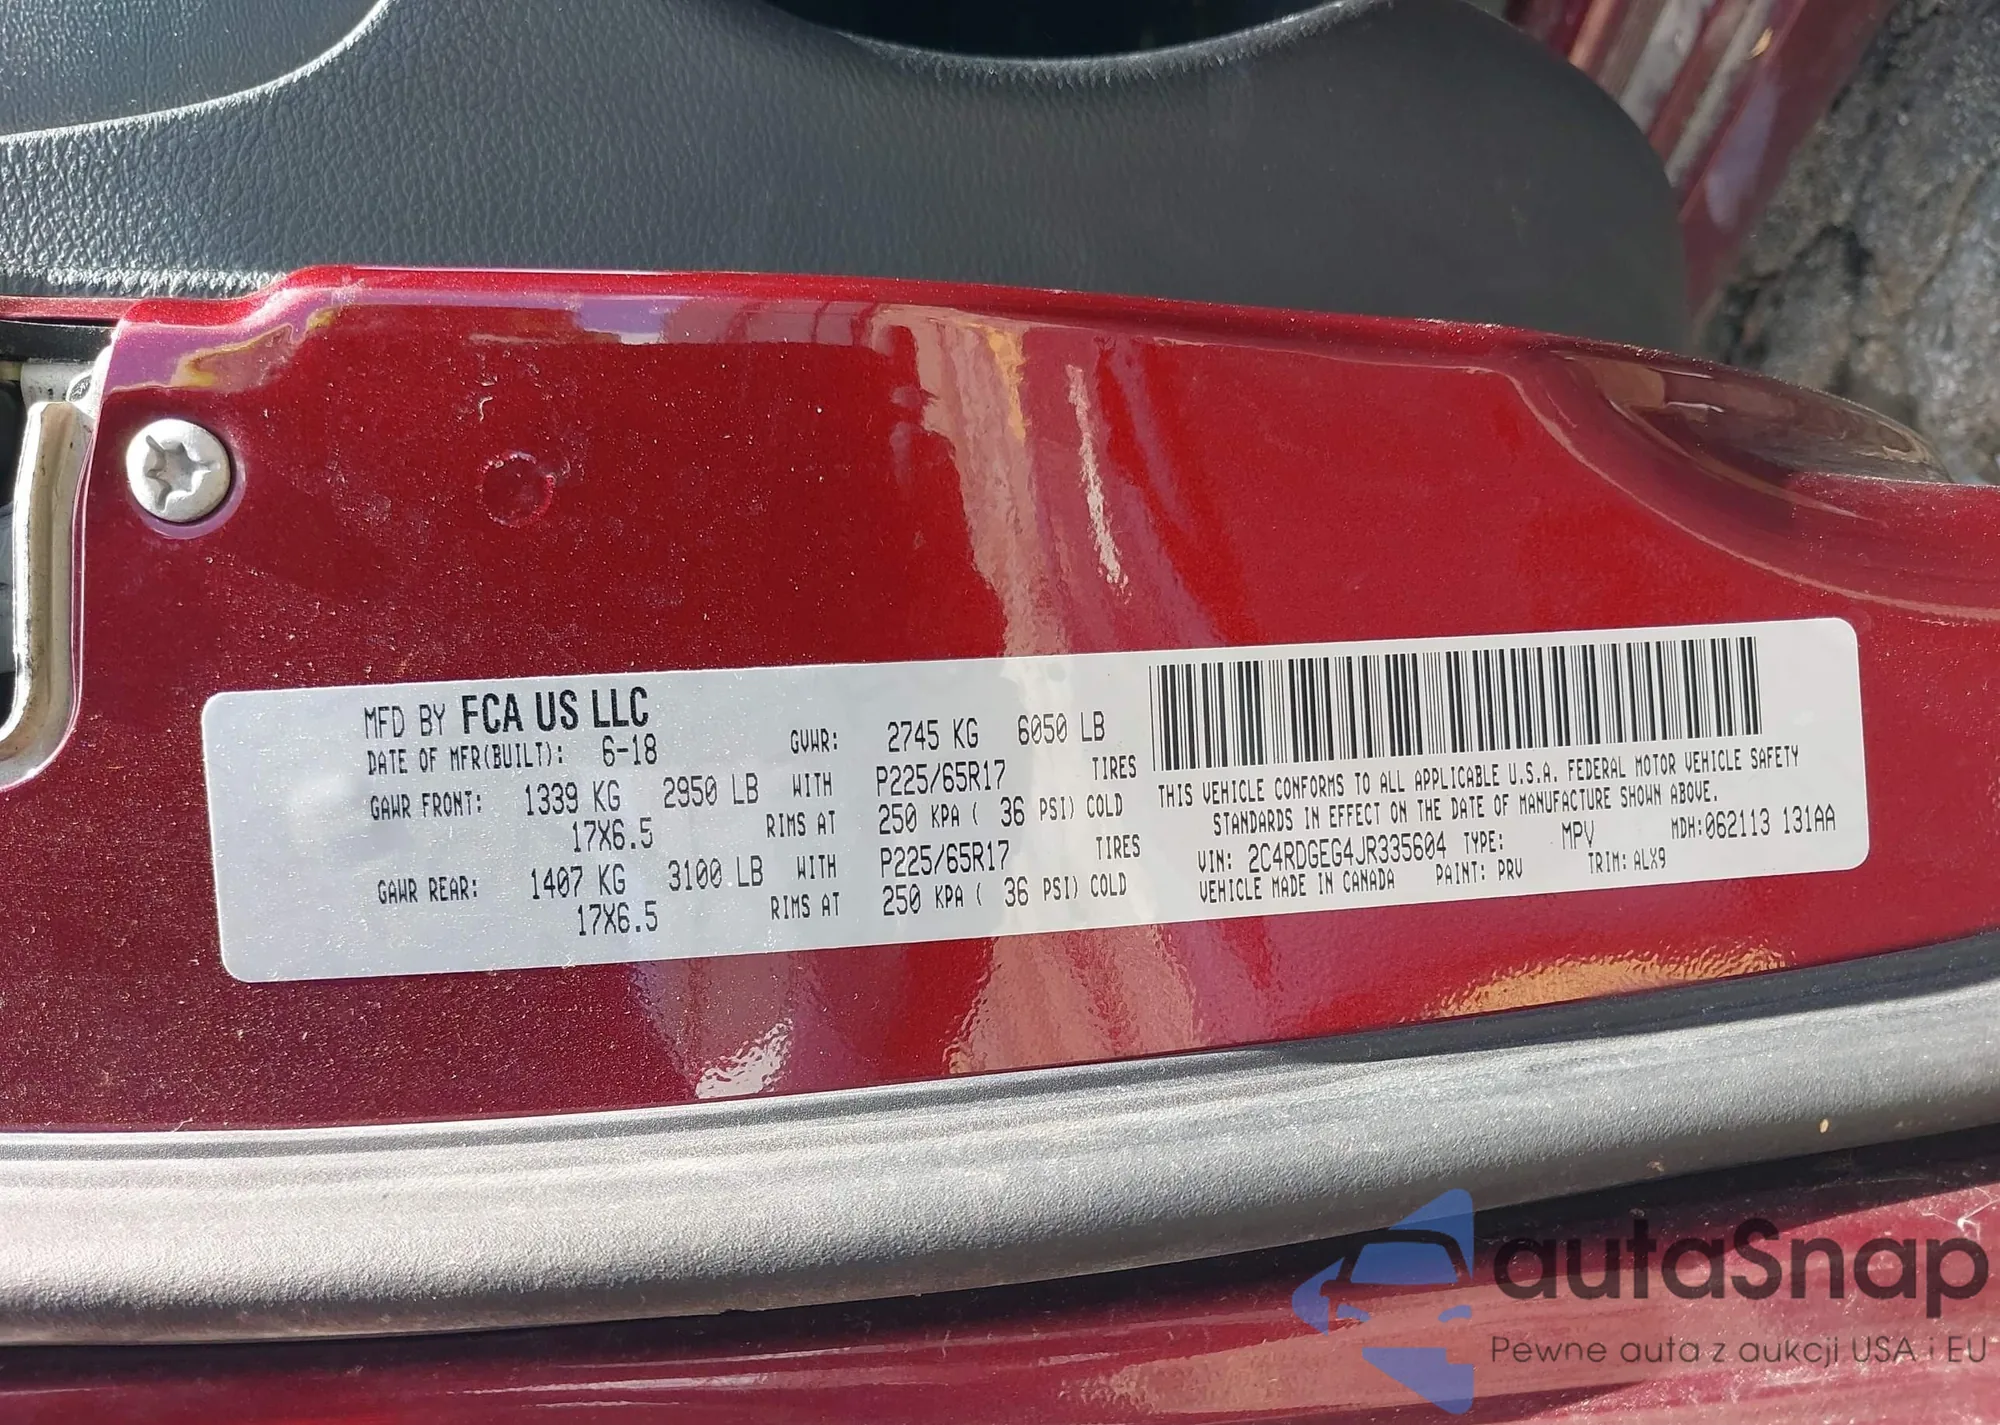 MFD BY FCA US LLC
DATE OF MFR(BUILT): 6-18 GVWR: 2745 KG 6050 LB
GAWR FRONT: 1339 KG 2950 LB WITH P225/65R17 TIRES
17X6.5 RIMS AT 250 KPA ( 36 PSI) COLD
GAWR REAR: 1407 KG 3100 LB WITH P225/65R17 TIRES
17X6.5 RIMS AT 250 KPA ( 36 PSI) COLD
THIS VEHICLE CONFORMS TO ALL APPLICABLE U.S.A. FEDERAL MOTOR VEHICLE SAFETY
STANDARDS IN EFFECT ON THE DATE OF MANUFACTURE SHOWN ABOVE.
VIN: 2C4RDGEG4JR335604 TYPE: MPV MDH:062113 131AA
VEHICLE MADE IN CANADA PAINT: PRV TRIM: ALX9
autaSnap
Pewne auta z aukcji USA i EU